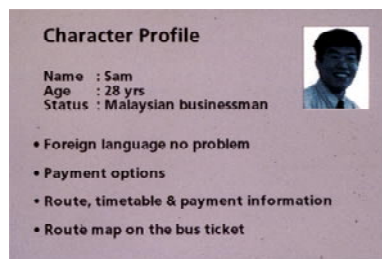 Character Profile
Name : Sam
Age : 28 yrs
Status : Malaysian businessman
• Foreign language no problem
• Payment options
• Route, timetable & payment information
• Route map on the bus ticket